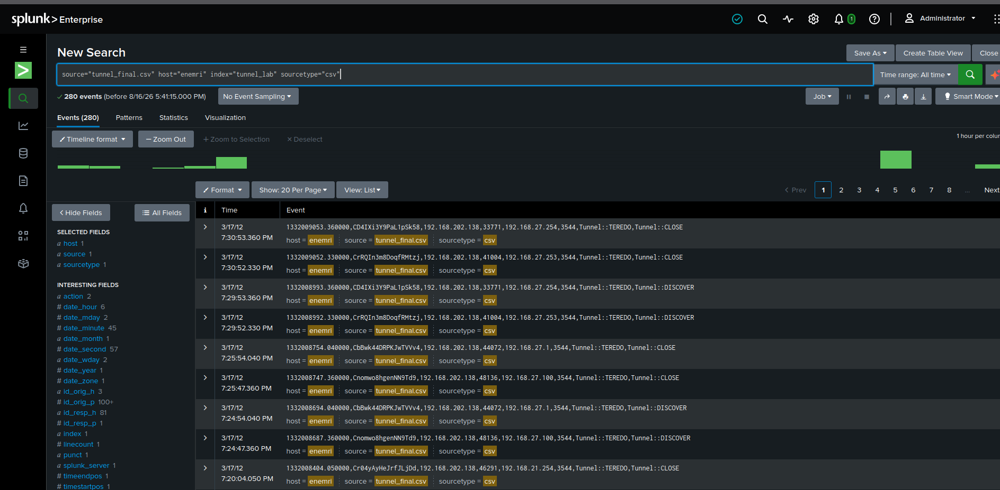 splunk> Enterprise
1
Administrator
New Search
Save As
Create Table View
Close
source="tunnel_final.csv" host="enemri" index="tunnel_lab" sourcetype="csv"
Time range: All time
280 events (before 8/16/26 5:41:15.000 PM)
No Event Sampling
Job
Smart Mode
Events (280)
Patterns
Statistics
Visualization
Timeline format
Zoom Out
+ Zoom to Selection
× Deselect
1 hour per colum
Format
Show: 20 Per Page
View: List
< Prev
1
2
3
4
5
6
7
8
...
Next
< Hide Fields
All Fields
i
Time
Event
SELECTED FIELDS
a host 1
a source 1
a sourcetype 1
INTERESTING FIELDS
a action 2
# date_hour 6
# date_mday 2
# date_minute 45
a date_month 1
# date_second 57
a date_wday 2
# date_year 1
# date_zone 1
a id_orig_h 3
# id_orig_p 100+
a id_resp_h 81
# id_resp_p 1
a index 1
# linecount 1
a punct 1
a splunk_server 1
# timeendpos 1
# timestartpos 1
3/17/12
7:30:53.360 PM
1332009053.360000,CD4IXi3Y9PaL1pSk58,192.168.202.138,33771,192.168.27.254,3544,Tunnel::TEREDO,Tunnel::CLOSE
host = enemri source = tunnel_final.csv sourcetype = csv
3/17/12
7:30:52.330 PM
1332009052.330000,CrRQIn3m8DoqfRMtzj,192.168.202.138,41004,192.168.27.253,3544,Tunnel::TEREDO,Tunnel::CLOSE
host = enemri source = tunnel_final.csv sourcetype = csv
3/17/12
7:29:53.360 PM
1332008993.360000,CD4IXi3Y9PaL1pSk58,192.168.202.138,33771,192.168.27.254,3544,Tunnel::TEREDO,Tunnel::DISCOVER
host = enemri source = tunnel_final.csv sourcetype = csv
3/17/12
7:29:52.330 PM
1332008992.330000,CrRQIn3m8DoqfRMtzj,192.168.202.138,41004,192.168.27.253,3544,Tunnel::TEREDO,Tunnel::DISCOVER
host = enemri source = tunnel_final.csv sourcetype = csv
3/17/12
7:25:54.040 PM
1332008754.040000,CbBwk44DRPKJwTVVv4,192.168.202.138,44072,192.168.27.1,3544,Tunnel::TEREDO,Tunnel::CLOSE
host = enemri source = tunnel_final.csv sourcetype = csv
3/17/12
7:25:47.360 PM
1332008747.360000,Cnomwo8hgenNN9Td9,192.168.202.138,48136,192.168.27.100,3544,Tunnel::TEREDO,Tunnel::CLOSE
host = enemri source = tunnel_final.csv sourcetype = csv
3/17/12
7:24:54.040 PM
1332008694.040000,CbBwk44DRPKJwTVVv4,192.168.202.138,44072,192.168.27.1,3544,Tunnel::TEREDO,Tunnel::DISCOVER
host = enemri source = tunnel_final.csv sourcetype = csv
3/17/12
7:24:47.360 PM
1332008687.360000,Cnomwo8hgenNN9Td9,192.168.202.138,48136,192.168.27.100,3544,Tunnel::TEREDO,Tunnel::DISCOVER
host = enemri source = tunnel_final.csv sourcetype = csv
3/17/12
7:20:04.050 PM
1332008404.050000,Cr04yAyHeJrfJLjDd,192.168.202.138,46291,192.168.21.254,3544,Tunnel::TEREDO,Tunnel::CLOSE
host = enemri source = tunnel_final.csv sourcetype = csv